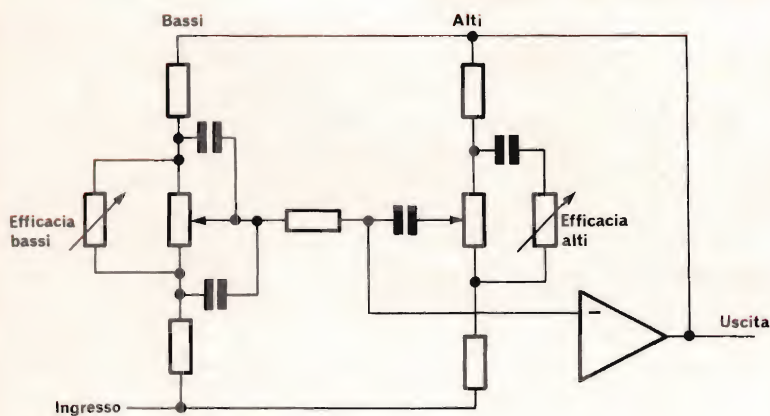 Bassi
Alti
Efficacia
bassi
Efficacia
alti
-
Uscita
Ingresso